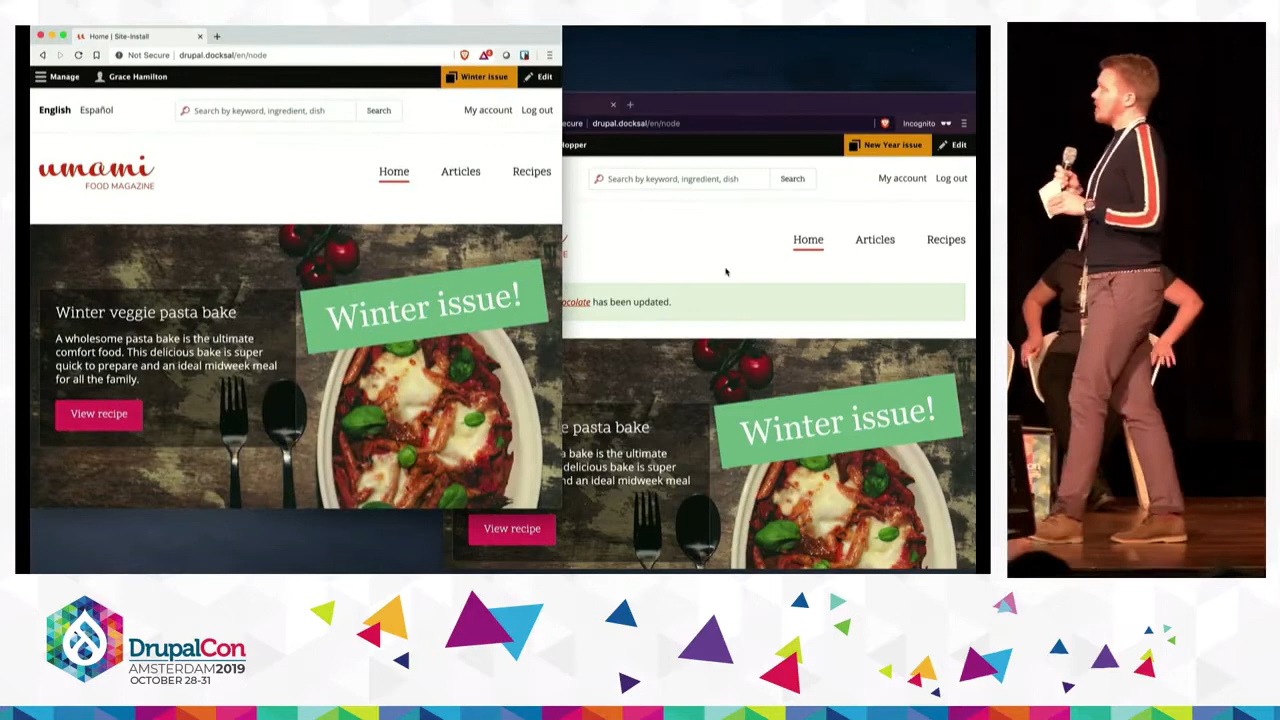 Home | Site-Install
Not Secure drupal.docksal/en/node
Manage Grace Hamilton Winter issue Edit
English Español Search by keyword, ingredient, dish Search My account Log out
umami
FOOD MAGAZINE
Home Articles Recipes
Winter issue!
Winter veggie pasta bake
A wholesome pasta bake is the ultimate
comfort food. This delicious bake is super
quick to prepare and an ideal midweek meal
for all the family.
View recipe
ecure drupal.docksal/en/node Incognito
Hopper New Year issue Edit
Search by keyword, ingredient, dish Search My account Log out
Home Articles Recipes
ocolate has been updated.
Winter issue!
e pasta bake
a bake is the ultimate
delicious bake is super
nd an ideal midweek meal
View recipe
DrupalCon
AMSTERDAM2019
OCTOBER 28-31